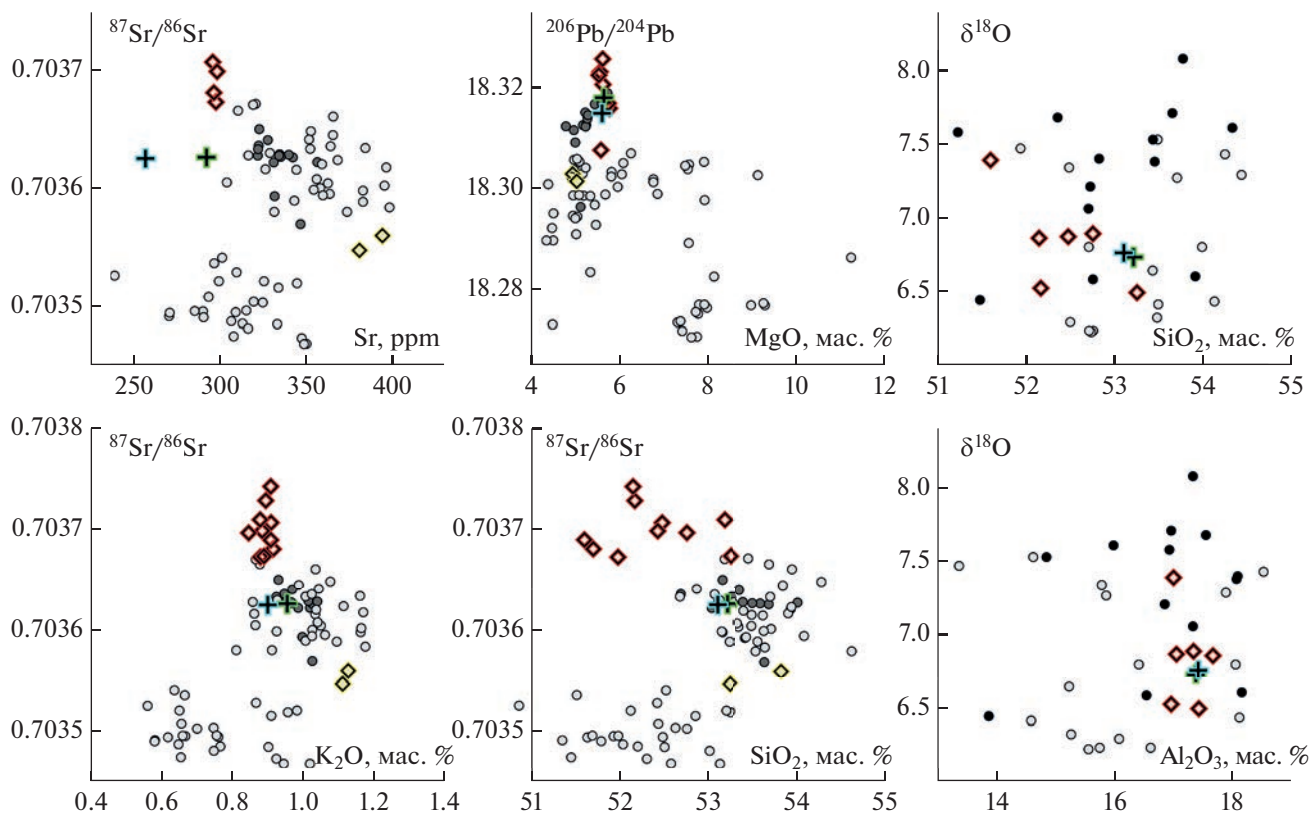 ⁸⁷Sr/⁸⁶Sr
0.7037
0.7036
0.7035
Sr, ppm
250 300 350 400
²⁰⁶Pb/²⁰⁴Pb
18.32
18.30
18.28
MgO, мас. %
4 6 8 10 12
δ¹⁸O
8.0
7.5
7.0
6.5
SiO₂, мас. %
51 52 53 54 55
0.7038
⁸⁷Sr/⁸⁶Sr
0.7037
0.7036
0.7035
K₂O, мас. %
0.4 0.6 0.8 1.0 1.2 1.4
0.7038
⁸⁷Sr/⁸⁶Sr
0.7037
0.7036
0.7035
SiO₂, мас. %
51 52 53 54 55
δ¹⁸O
8.0
7.5
7.0
6.5
Al₂O₃, мас. %
14 16 18